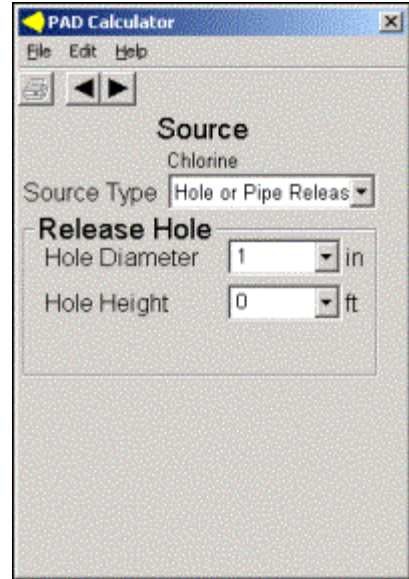 PAD Calculator
File Edit Help
Source
Chlorine
Source Type Hole or Pipe Releas
Release Hole
Hole Diameter 1 in
Hole Height 0 ft